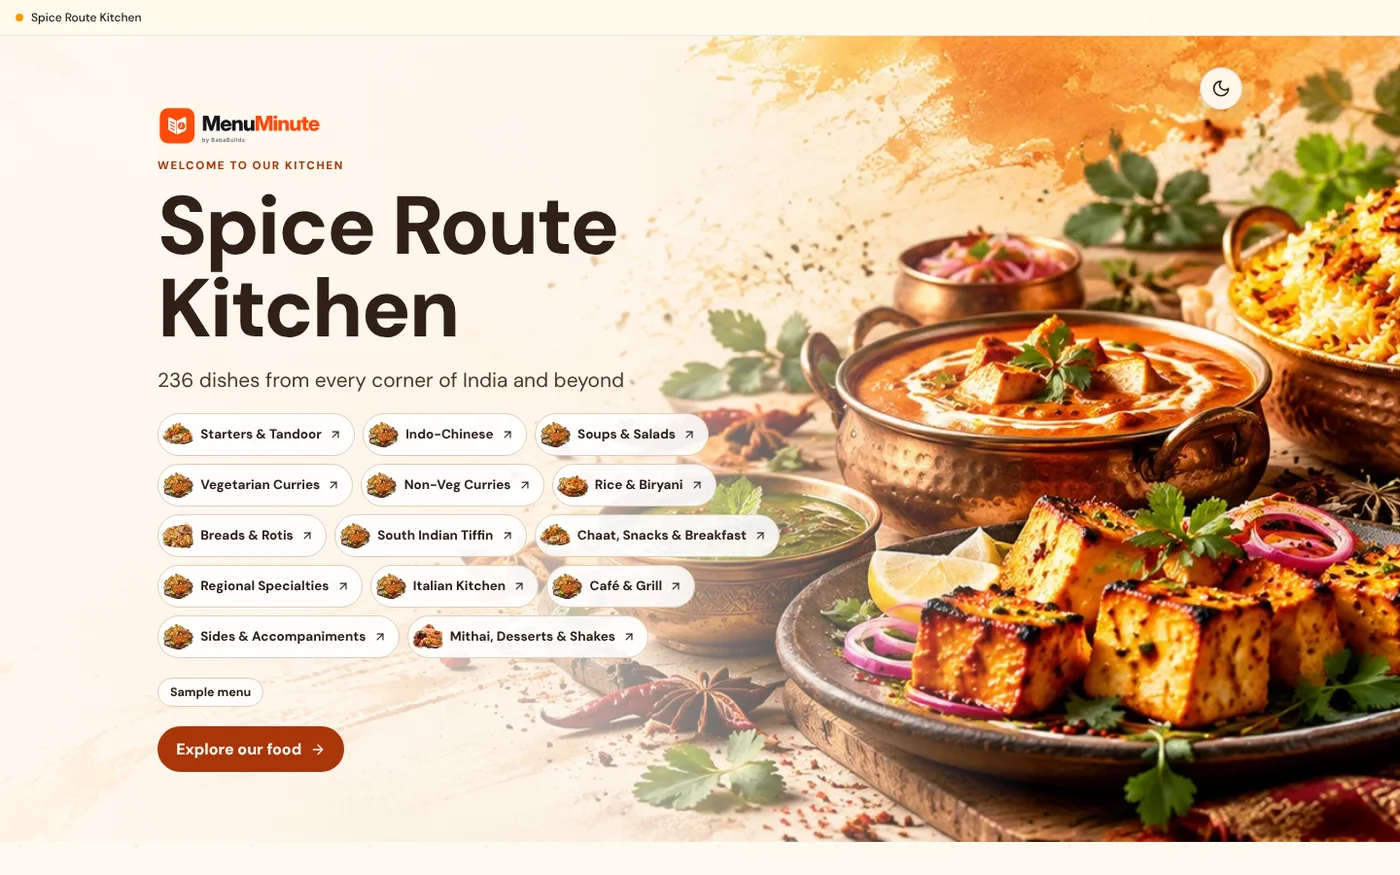 Spice Route Kitchen
MenuMinute
by BabaBuilds
WELCOME TO OUR KITCHEN
Spice Route
Kitchen
236 dishes from every corner of India and beyond
Starters & Tandoor
Indo-Chinese
Soups & Salads
Vegetarian Curries
Non-Veg Curries
Rice & Biryani
Breads & Rotis
South Indian Tiffin
Chaat, Snacks & Breakfast
Regional Specialties
Italian Kitchen
Café & Grill
Sides & Accompaniments
Mithai, Desserts & Shakes
Sample menu
Explore our food